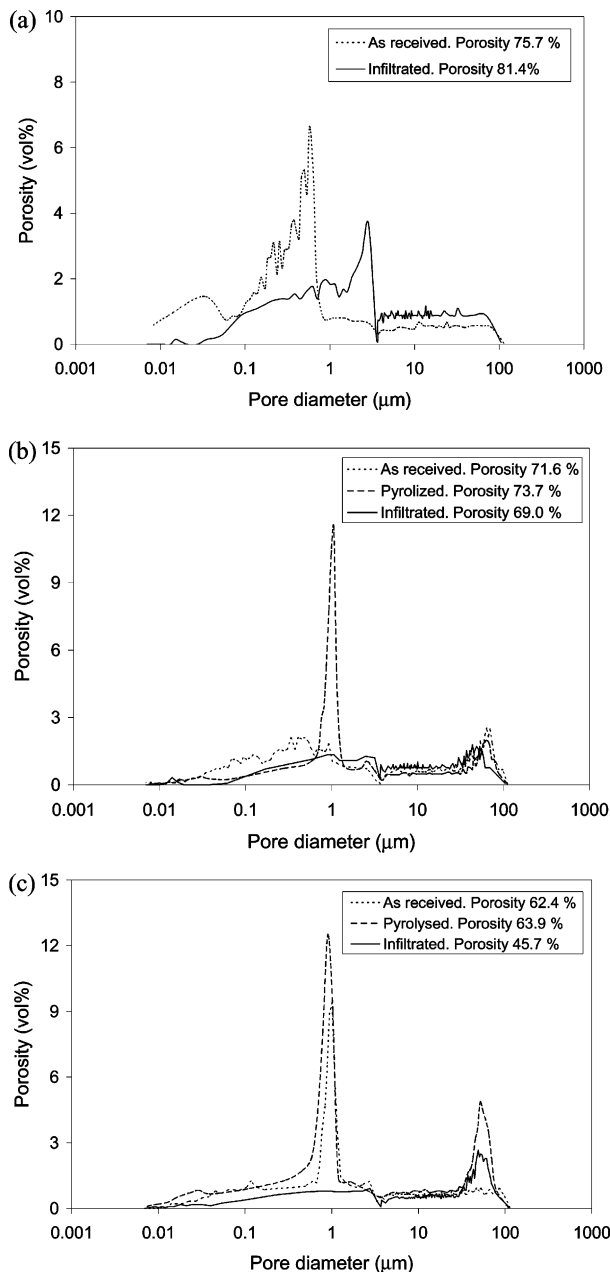 (a)
10
8
6
4
2
0
Porosity (vol%)
As received. Porosity 75.7 %
Infiltrated. Porosity 81.4%
0.001 0.01 0.1 1 10 100 1000
Pore diameter (μm)
(b)
15
12
9
6
3
0
Porosity (vol%)
As received. Porosity 71.6 %
Pyrolized. Porosity 73.7 %
Infiltrated. Porosity 69.0 %
0.001 0.01 0.1 1 10 100 1000
Pore diameter (μm)
(c)
15
12
9
6
3
0
Porosity (vol%)
As received. Porosity 62.4 %
Pyrolysed. Porosity 63.9 %
Infiltrated. Porosity 45.7 %
0.001 0.01 0.1 1 10 100 1000
Pore diameter (μm)